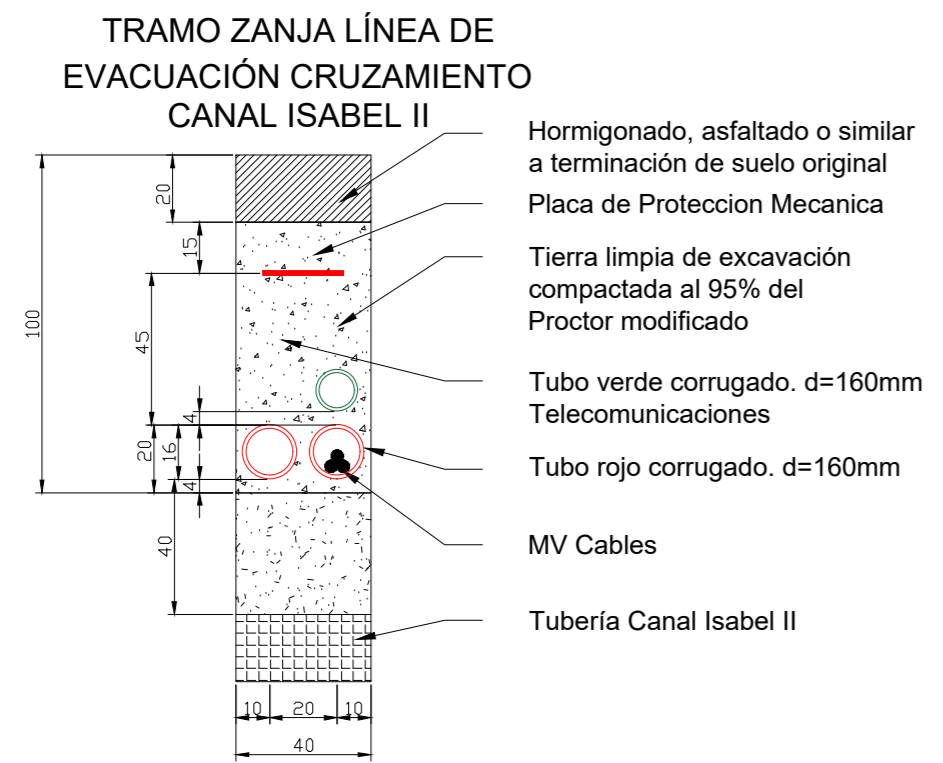 TRAMO ZANJA LÍNEA DE
EVACUACIÓN CRUZAMIENTO
CANAL ISABEL II
Hormigonado, asfaltado o similar
a terminación de suelo original
Placa de Proteccion Mecanica
Tierra limpia de excavación
compactada al 95% del
Proctor modificado
Tubo verde corrugado. d=160mm
Telecomunicaciones
Tubo rojo corrugado. d=160mm
MV Cables
Tubería Canal Isabel II
100
20
15
45
4
20
16
4
40
10
20
10
40